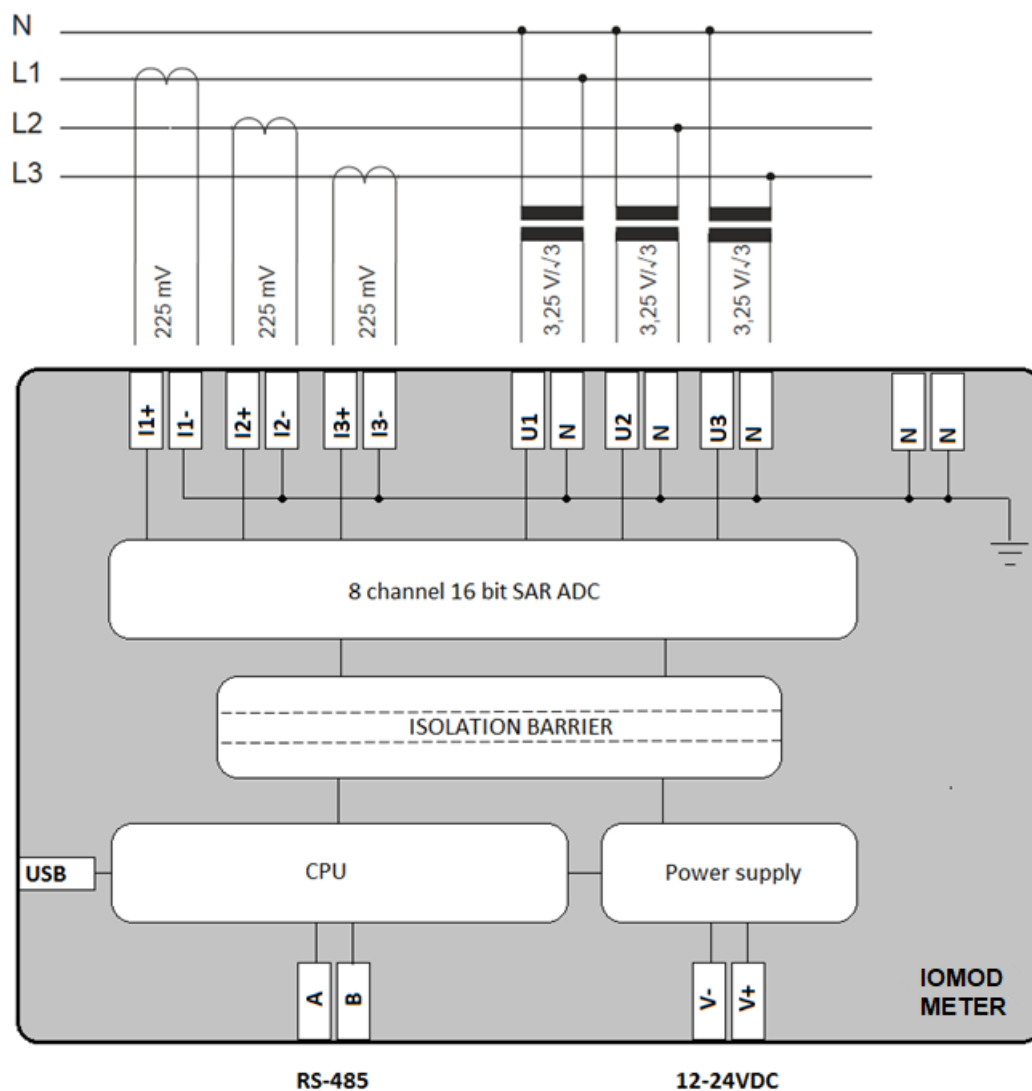 N
L1
L2
L3
225 mV
225 mV
225 mV
3,25 V/√3
3,25 V/√3
3,25 V/√3
I1+
I1-
I2+
I2-
I3+
I3-
U1
N
U2
N
U3
N
N
N
8 channel 16 bit SAR ADC
ISOLATION BARRIER
USB
CPU
Power supply
A
B
V-
V+
IOMOD
METER
RS-485
12-24VDC